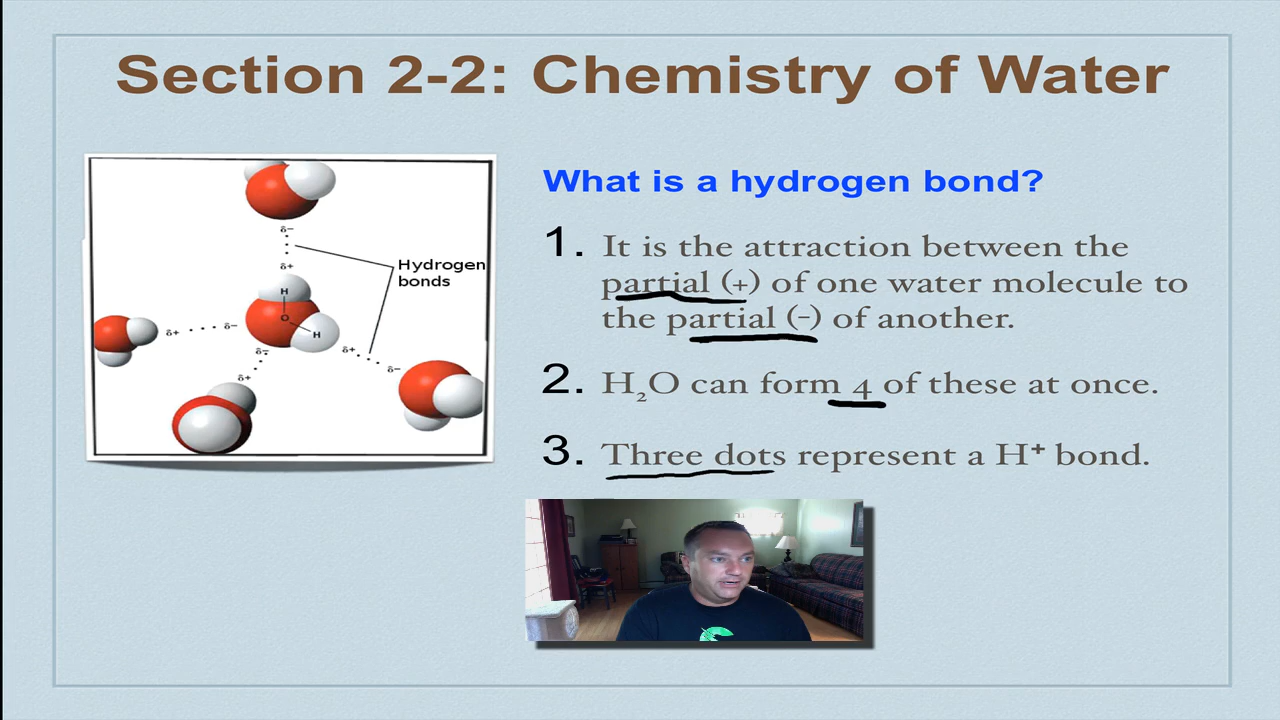 Section 2-2: Chemistry of Water
δ−
δ+
Hydrogen
bonds
H
O
H
δ+
δ−
δ−
δ+
δ+
δ−
What is a hydrogen bond?
1. It is the attraction between the
partial (+) of one water molecule to
the partial (−) of another.
2. H₂O can form 4 of these at once.
3. Three dots represent a H⁺ bond.